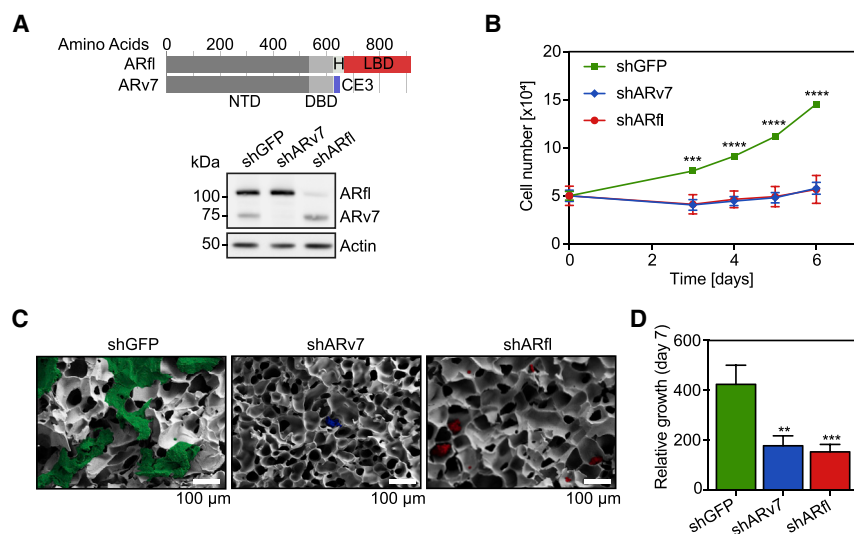 A
Amino Acids 0 200 400 600 800
ARfl H LBD
ARv7 CE3
NTD DBD
kDa shGFP shARv7 shARfl
100 ARfl
75 ARv7
50 Actin
B
Cell number [x10⁴]
20
15
10
5
0
0 2 4 6
Time [days]
shGFP
shARv7
shARfl
*** **** **** ****
C
shGFP shARv7 shARfl
100 µm 100 µm 100 µm
D
Relative growth (day 7)
600
400
200
0
** ***
shGFP shARv7 shARfl